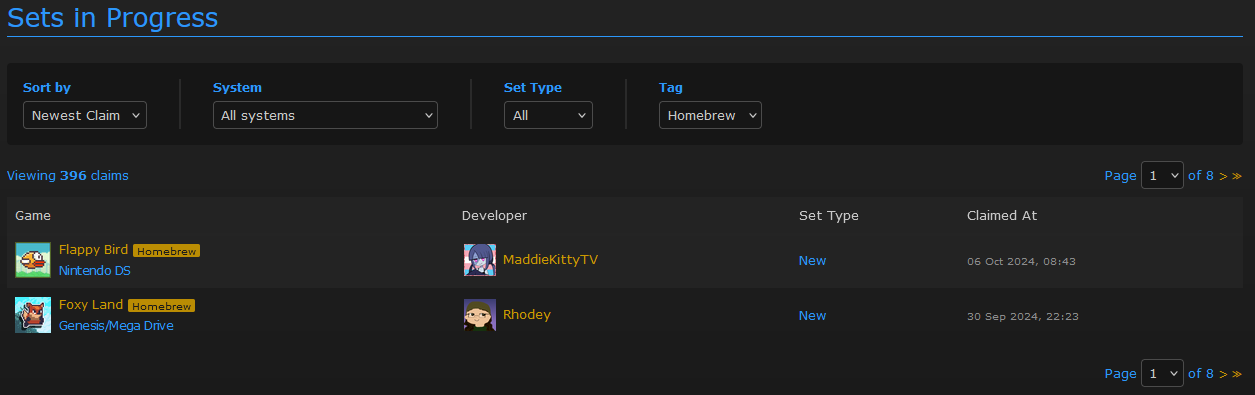 Sets in Progress
Sort by System Set Type Tag
Newest Claim All systems All Homebrew
Viewing 396 claims Page 1 of 8 > ≫
Game Developer Set Type Claimed At
Flappy Bird Homebrew
Nintendo DS
MaddieKittyTV New 06 Oct 2024, 08:43
Foxy Land Homebrew
Genesis/Mega Drive
Rhodey New 30 Sep 2024, 22:23
Page 1 of 8 > ≫